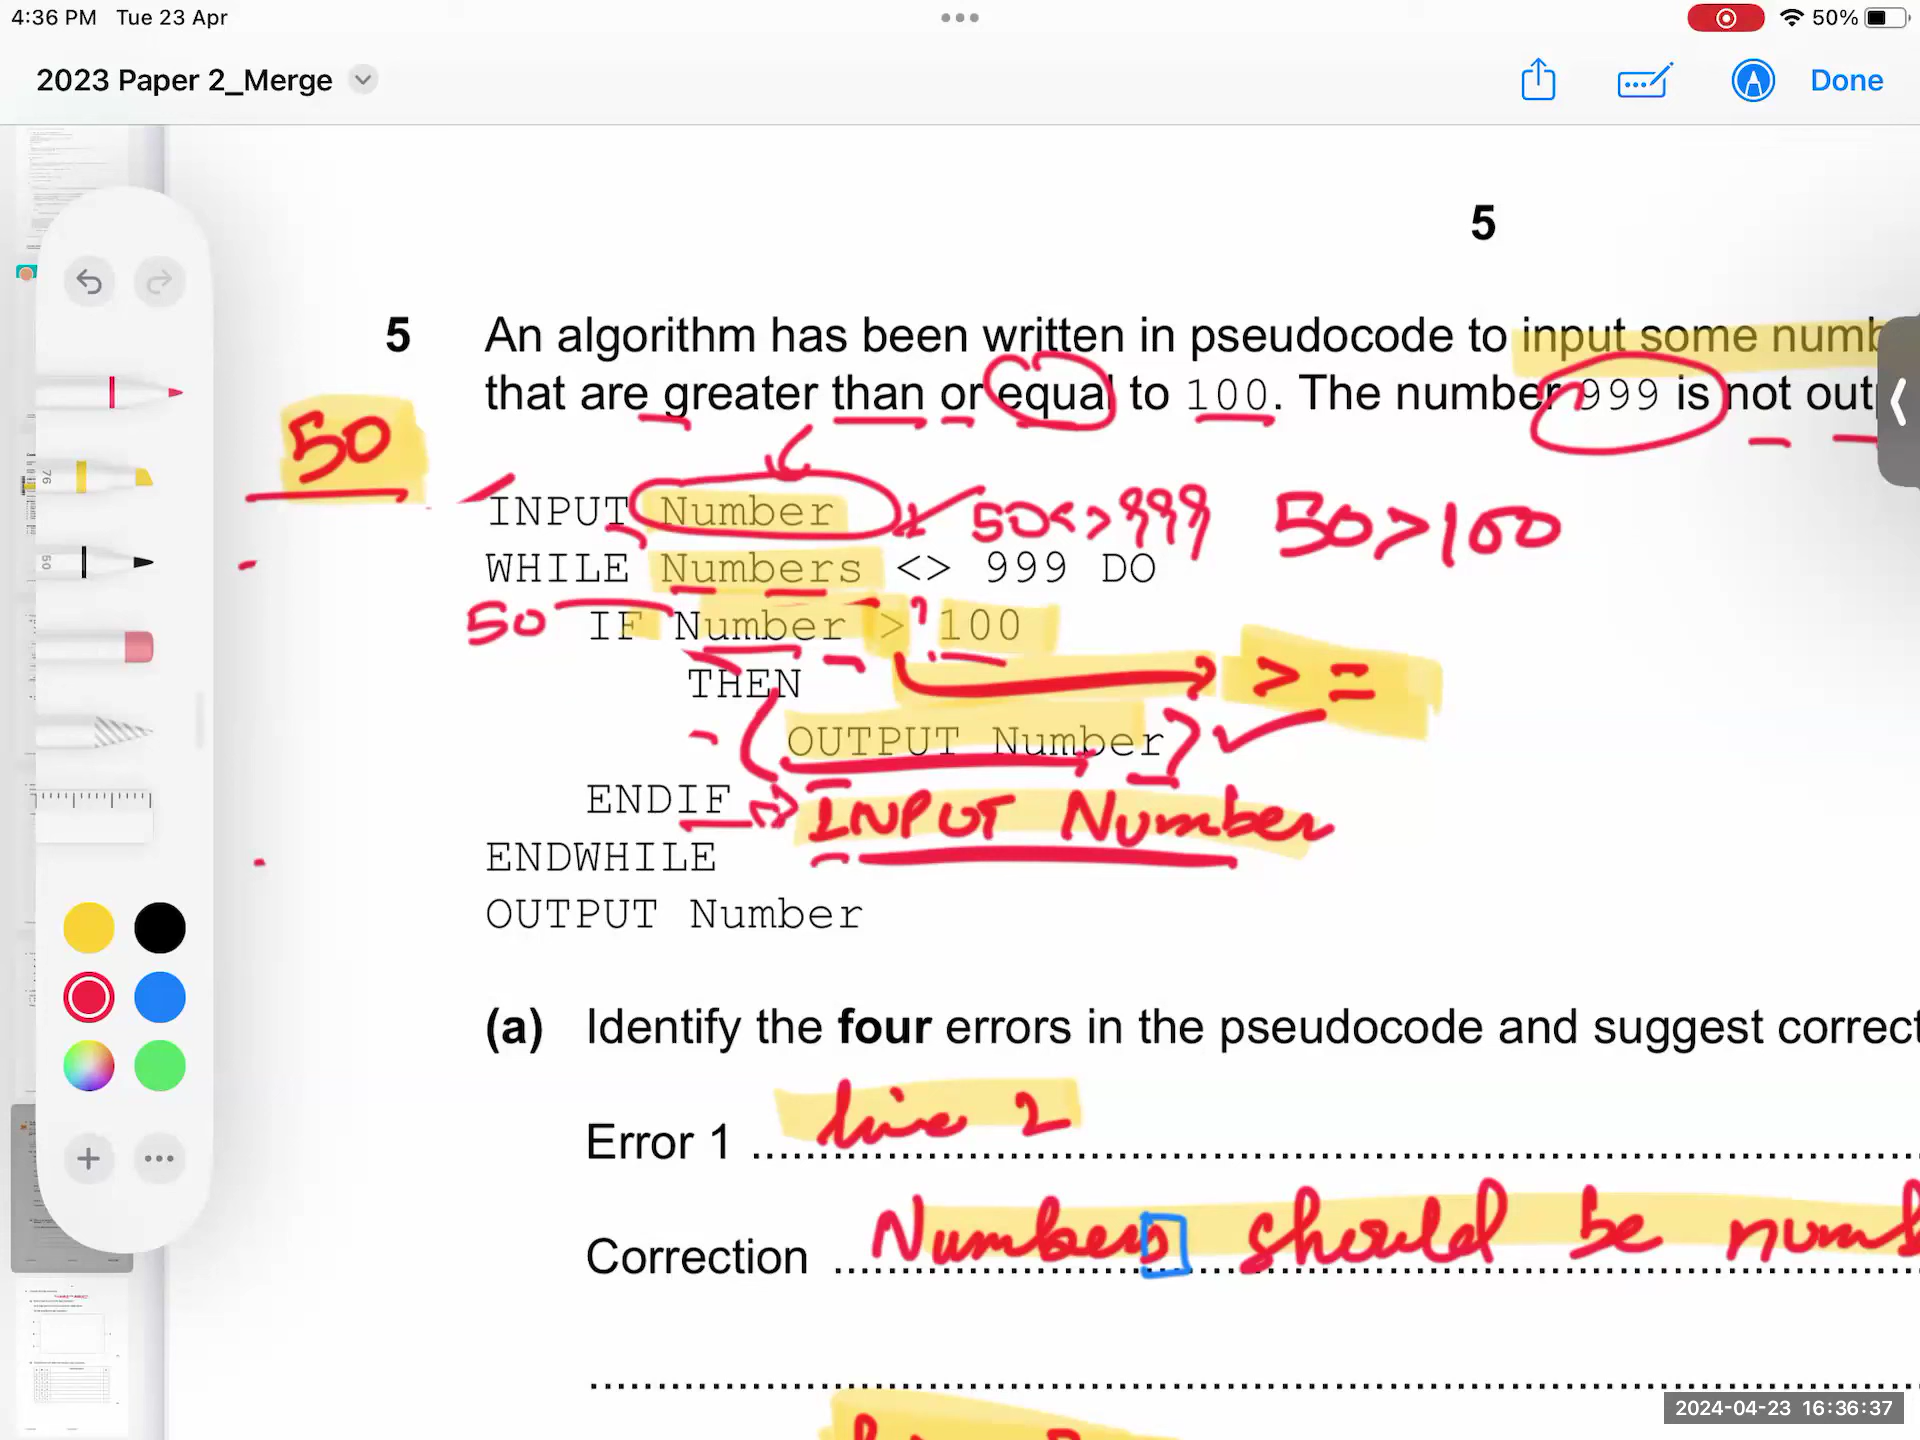 4:36 PM Tue 23 Apr
50%
2023 Paper 2_Merge
Done
5
5 An algorithm has been written in pseudocode to input some numb
that are greater than or equal to 100. The number 999 is not out
50
INPUT Number 50<>999 50>100
WHILE Numbers <> 999 DO
50 IF Number > ? 100
THEN >=
OUTPUT Number
ENDIF INPUT Number
ENDWHILE
OUTPUT Number
(a) Identify the four errors in the pseudocode and suggest correct
Error 1 line 2
Correction Numbers should be numb
76
50
2024-04-23 16:36:37